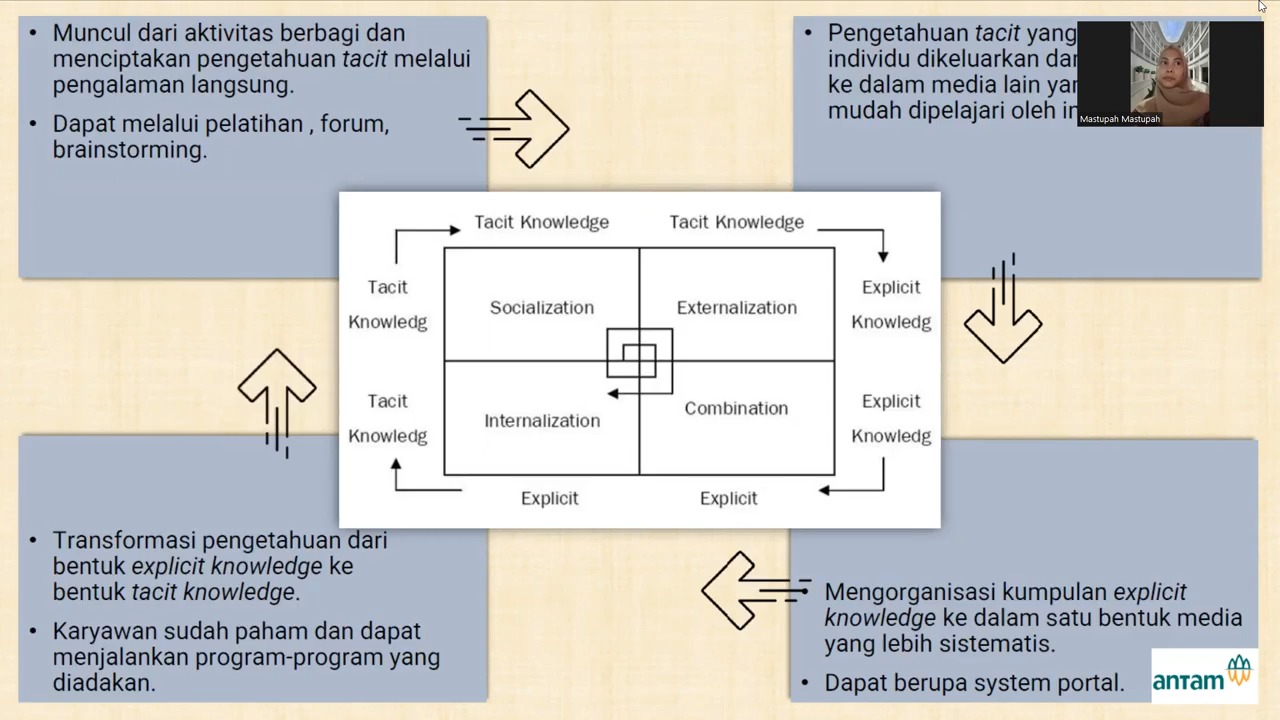 • Muncul dari aktivitas berbagi dan
menciptakan pengetahuan tacit melalui
pengalaman langsung.
• Dapat melalui pelatihan , forum,
brainstorming.
• Pengetahuan tacit yang
individu dikeluarkan
ke dalam media lain
mudah dipelajari oleh
Mastupah Mastupah
Tacit Knowledge
Tacit Knowledge
Tacit
Knowledg
Socialization
Externalization
Explicit
Knowledg
Tacit
Knowledg
Internalization
Combination
Explicit
Knowledg
Explicit
Explicit
• Transformasi pengetahuan dari
bentuk explicit knowledge ke
bentuk tacit knowledge.
• Karyawan sudah paham dan dapat
menjalankan program-program yang
diadakan.
• Mengorganisasi kumpulan explicit
knowledge ke dalam satu bentuk media
yang lebih sistematis.
• Dapat berupa system portal.
antam